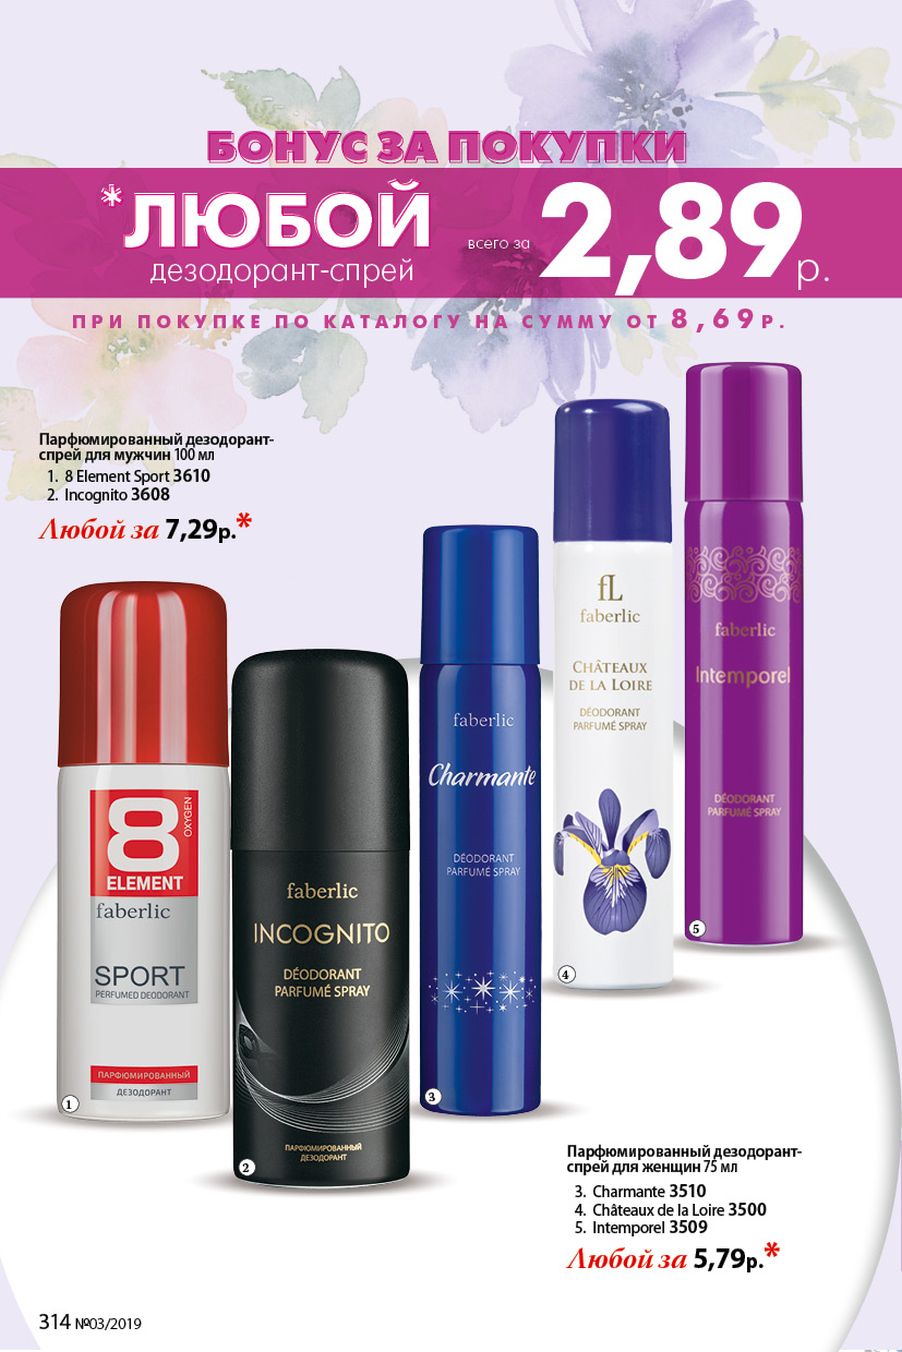 БОНУС ЗА ПОКУПКИ
*ЛЮБОЙ
дезодорант-спрей
всего за 2,89 р.
ПРИ ПОКУПКЕ ПО КАТАЛОГУ НА СУММУ ОТ 8,69 Р.
Парфюмированный дезодорант-
спрей для мужчин 100 мл
1. 8 Element Sport 3610
2. Incognito 3608
Любой за 7,29р.*
8
OXYGEN
ELEMENT
faberlic
SPORT
PERFUMED DEODORANT
ПАРФЮМИРОВАННЫЙ
ДЕЗОДОРАНТ
1
faberlic
INCOGNITO
DÉODORANT
PARFUMÉ SPRAY
ПАРФЮМИРОВАННЫЙ
ДЕЗОДОРАНТ
2
faberlic
Charmante
DÉODORANT
PARFUMÉ SPRAY
3
fL
faberlic
CHÂTEAUX
DE LA LOIRE
DÉODORANT
PARFUMÉ SPRAY
4
faberlic
Intemporel
DÉODORANT
PARFUMÉ SPRAY
5
Парфюмированный дезодорант-
спрей для женщин 75 мл
3. Charmante 3510
4. Châteaux de la Loire 3500
5. Intemporel 3509
Любой за 5,79р.*
314 №03/2019